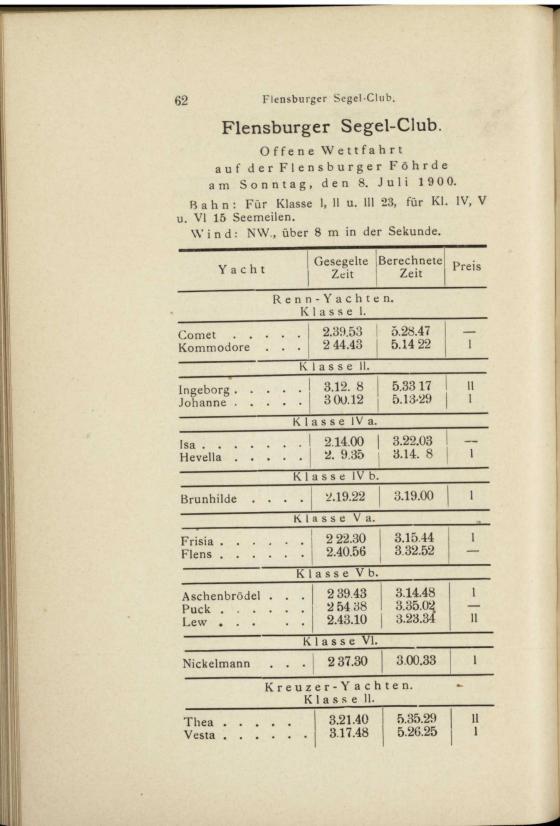 62 Flensburger Segel-Club.
Flensburger Segel-Club.
Offene Wettfahrt
auf der Flensburger Föhrde
am Sonntag, den 8. Juli 1900.
Bahn: Für Klasse I, II u. III 23, für Kl. IV, V
u. VI 15 Seemeilen.
Wind: NW., über 8 m in der Sekunde.
Yacht Gesegelte Zeit Berechnete Zeit Preis
Renn-Yachten.
Klasse I.
Comet . . . . . 2.39.53 5.28.47 —
Kommodore . . . 2 44.43 5.14 22 I
Klasse II.
Ingeborg . . . . . 3.12. 8 5.33 17 II
Johanne . . . . . 3 00.12 5.13.29 I
Klasse IVa.
Isa . . . . . . . 2.14.00 3.22.03 —
Hevella . . . . . 2. 9.35 3.14. 8 I
Klasse IVb.
Brunhilde . . . . 2.19.22 3.19.00 I
Klasse Va.
Frisia . . . . . . 2 22.30 3.15.44 I
Flens . . . . . . 2.40.56 3.32.52 —
Klasse Vb.
Aschenbrödel . . . 2 39.43 3.14.48 I
Puck . . . . . . 2 54.38 3.35.02 —
Lew . . . . 2.43.10 3.23.34 II
Klasse VI.
Nickelmann . . . 2 37.30 3.00.33 I
Kreuzer-Yachten.
Klasse II.
Thea . . . . . 3.21.40 5.35.29 II
Vesta . . . . . . 3.17.48 5.26.25 I